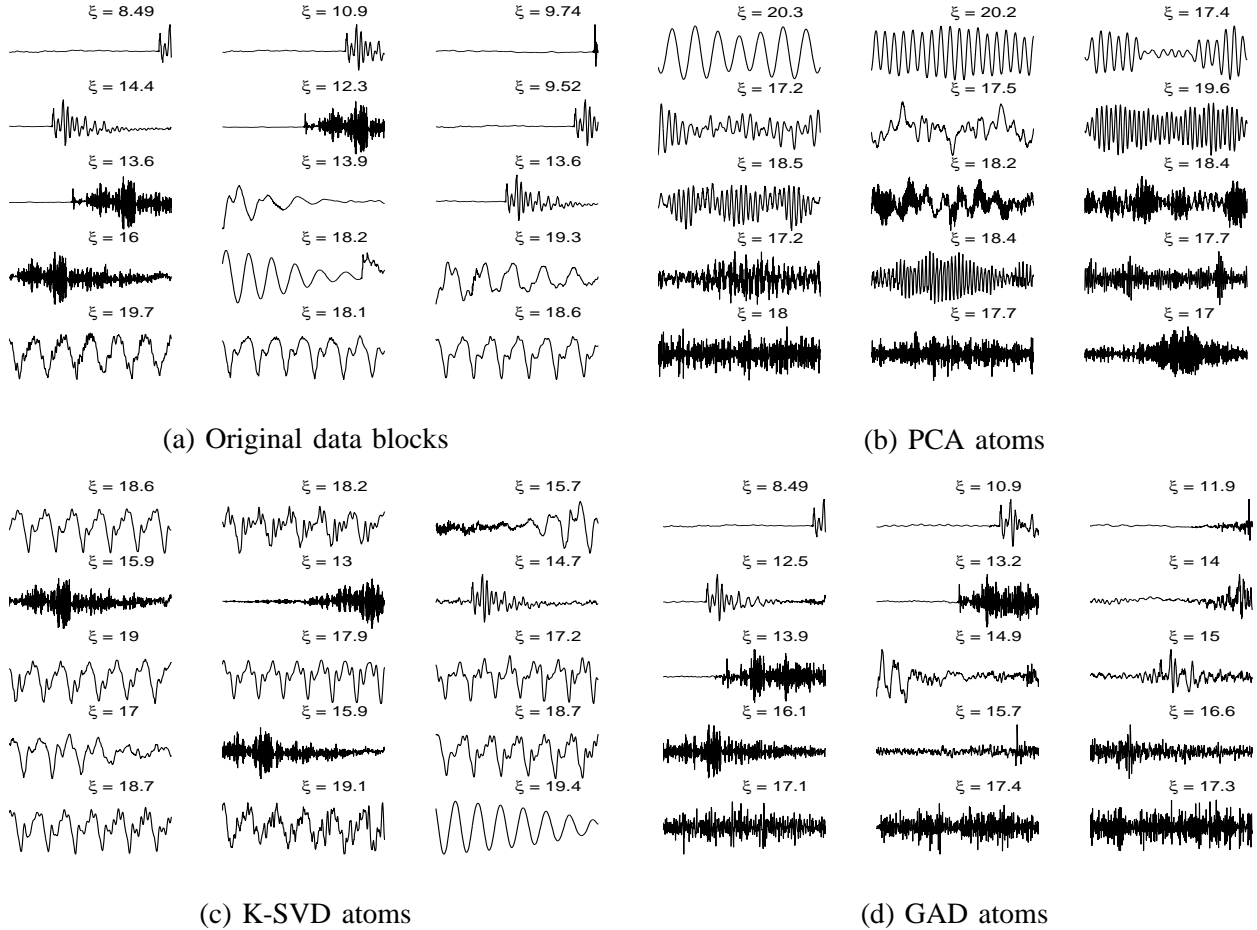 ξ = 8.49 ξ = 10.9 ξ = 9.74
ξ = 14.4 ξ = 12.3 ξ = 9.52
ξ = 13.6 ξ = 13.9 ξ = 13.6
ξ = 16 ξ = 18.2 ξ = 19.3
ξ = 19.7 ξ = 18.1 ξ = 18.6
(a) Original data blocks
ξ = 20.3 ξ = 20.2 ξ = 17.4
ξ = 17.2 ξ = 17.5 ξ = 19.6
ξ = 18.5 ξ = 18.2 ξ = 18.4
ξ = 17.2 ξ = 18.4 ξ = 17.7
ξ = 18 ξ = 17.7 ξ = 17
(b) PCA atoms
ξ = 18.6 ξ = 18.2 ξ = 15.7
ξ = 15.9 ξ = 13 ξ = 14.7
ξ = 19 ξ = 17.9 ξ = 17.2
ξ = 17 ξ = 15.9 ξ = 18.7
ξ = 18.7 ξ = 19.1 ξ = 19.4
(c) K-SVD atoms
ξ = 8.49 ξ = 10.9 ξ = 11.9
ξ = 12.5 ξ = 13.2 ξ = 14
ξ = 13.9 ξ = 14.9 ξ = 15
ξ = 16.1 ξ = 15.7 ξ = 16.6
ξ = 17.1 ξ = 17.4 ξ = 17.3
(d) GAD atoms